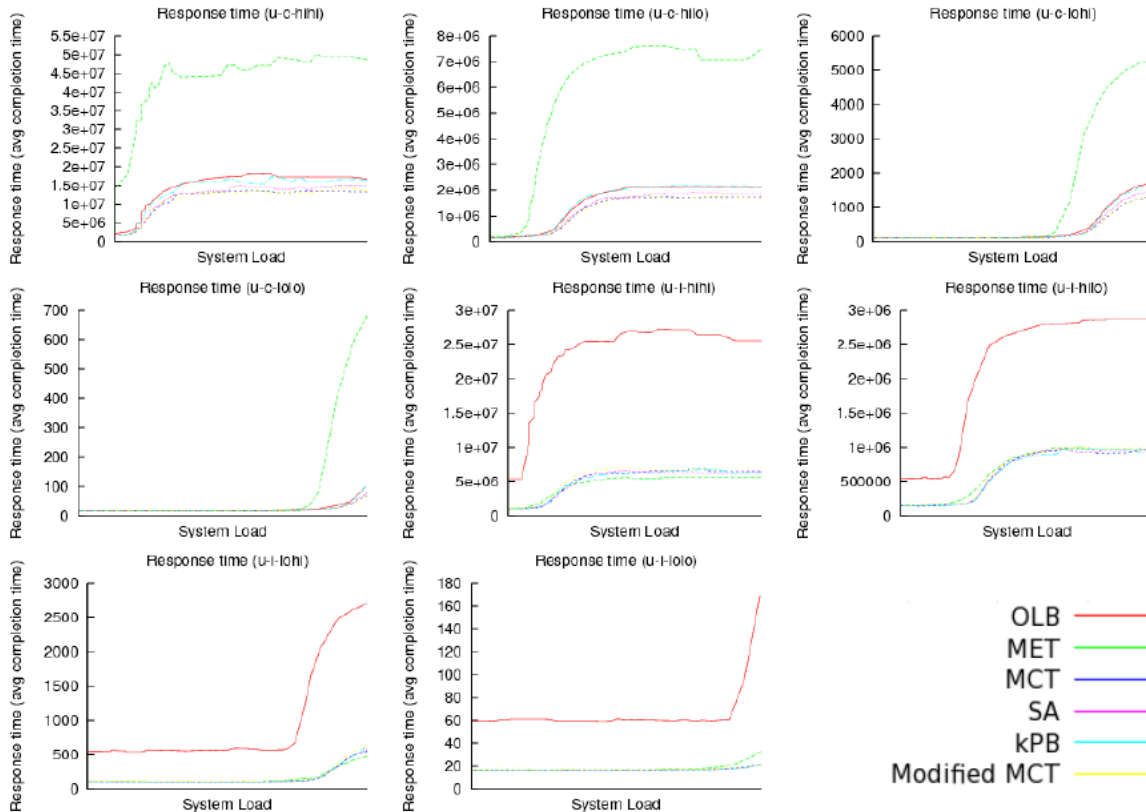 Response time (u-c-hihi)
Response time (avg completion time)
5.5e+07
5e+07
4.5e+07
4e+07
3.5e+07
3e+07
2.5e+07
2e+07
1.5e+07
1e+07
5e+06
0
System Load
Response time (u-c-hilo)
Response time (avg completion time)
8e+06
7e+06
6e+06
5e+06
4e+06
3e+06
2e+06
1e+06
0
System Load
Response time (u-c-lohi)
Response time (avg completion time)
6000
5000
4000
3000
2000
1000
0
System Load
Response time (u-c-lolo)
Response time (avg completion time)
700
600
500
400
300
200
100
0
System Load
Response time (u-i-hihi)
Response time (avg completion time)
3e+07
2.5e+07
2e+07
1.5e+07
1e+07
5e+06
0
System Load
Response time (u-i-hilo)
Response time (avg completion time)
3e+06
2.5e+06
2e+06
1.5e+06
1e+06
500000
0
System Load
Response time (u-i-lohi)
Response time (avg completion time)
3000
2500
2000
1500
1000
500
0
System Load
Response time (u-i-lolo)
Response time (avg completion time)
180
160
140
120
100
80
60
40
20
0
System Load
OLB
MET
MCT
SA
kPB
Modified MCT